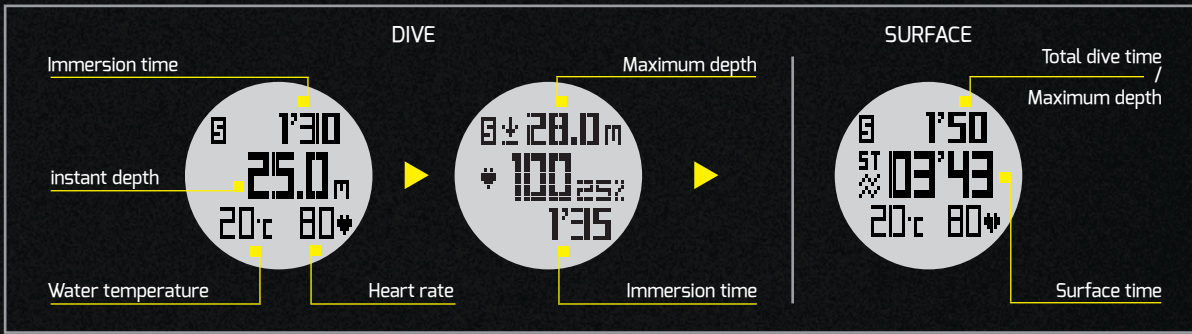 DIVE
Immersion time
Maximum depth
S 1'30
25.0 m
instant depth
20°c 80
Water temperature
Heart rate
S 28.0 m
100 25%
1'35
Immersion time
SURFACE
Total dive time
/
Maximum depth
S 1'50
ST 03'43
20°c 80
Surface time